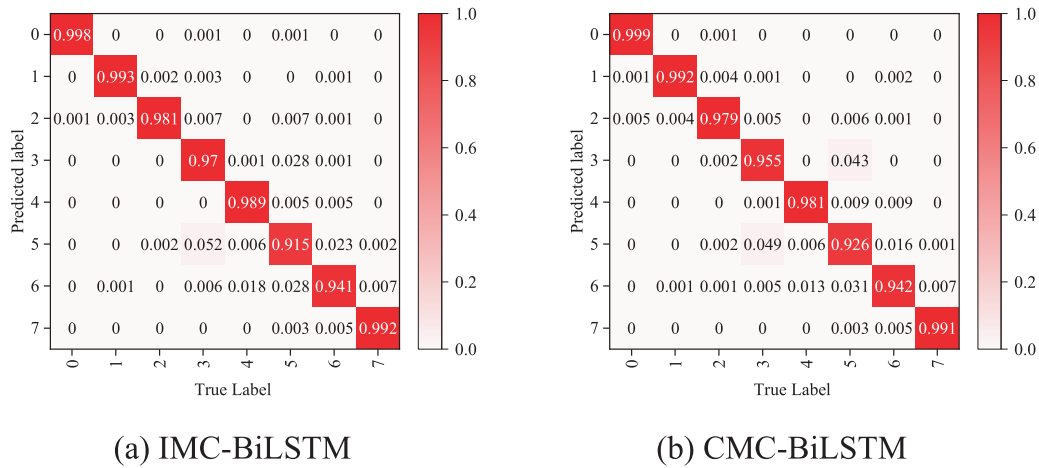 0 0.998 0 0 0.001 0 0.001 0 0
1 0 0.993 0.002 0.003 0 0 0.001 0
2 0.001 0.003 0.981 0.007 0 0.007 0.001 0
3 0 0 0 0.97 0.001 0.028 0.001 0
4 0 0 0 0 0.989 0.005 0.005 0
5 0 0 0.002 0.052 0.006 0.915 0.023 0.002
6 0 0.001 0 0.006 0.018 0.028 0.941 0.007
7 0 0 0 0 0 0.003 0.005 0.992
0 1 2 3 4 5 6 7
Predicted label
True Label
1.0
0.8
0.6
0.4
0.2
0.0
(a) IMC-BiLSTM
0 0.999 0 0.001 0 0 0 0 0
1 0.001 0.992 0.004 0.001 0 0 0.002 0
2 0.005 0.004 0.979 0.005 0 0.006 0.001 0
3 0 0 0.002 0.955 0 0.043 0 0
4 0 0 0 0.001 0.981 0.009 0.009 0
5 0 0 0.002 0.049 0.006 0.926 0.016 0.001
6 0 0.001 0.001 0.005 0.013 0.031 0.942 0.007
7 0 0 0 0 0 0.003 0.005 0.991
0 1 2 3 4 5 6 7
Predicted label
True Label
1.0
0.8
0.6
0.4
0.2
0.0
(b) CMC-BiLSTM